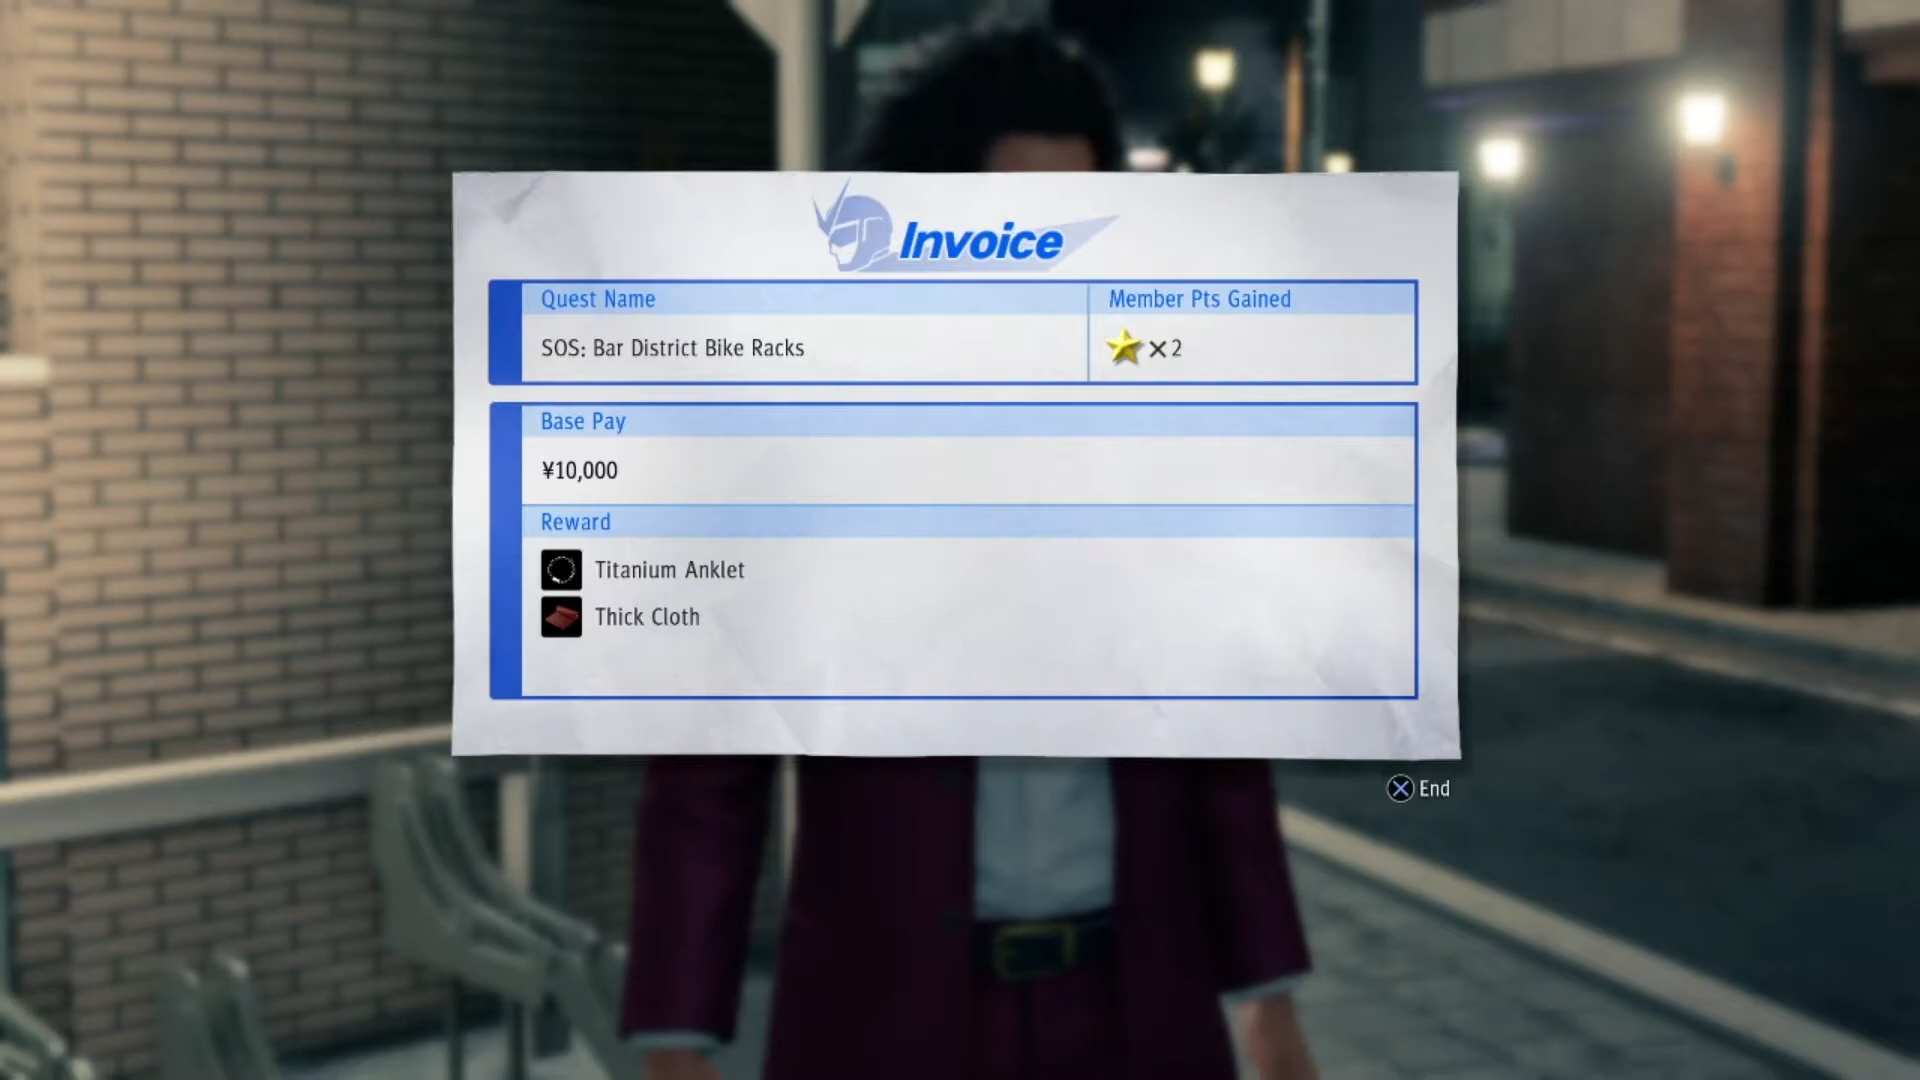 Invoice
Quest Name
Member Pts Gained
SOS: Bar District Bike Racks
×2
Base Pay
¥10,000
Reward
Titanium Anklet
Thick Cloth
End